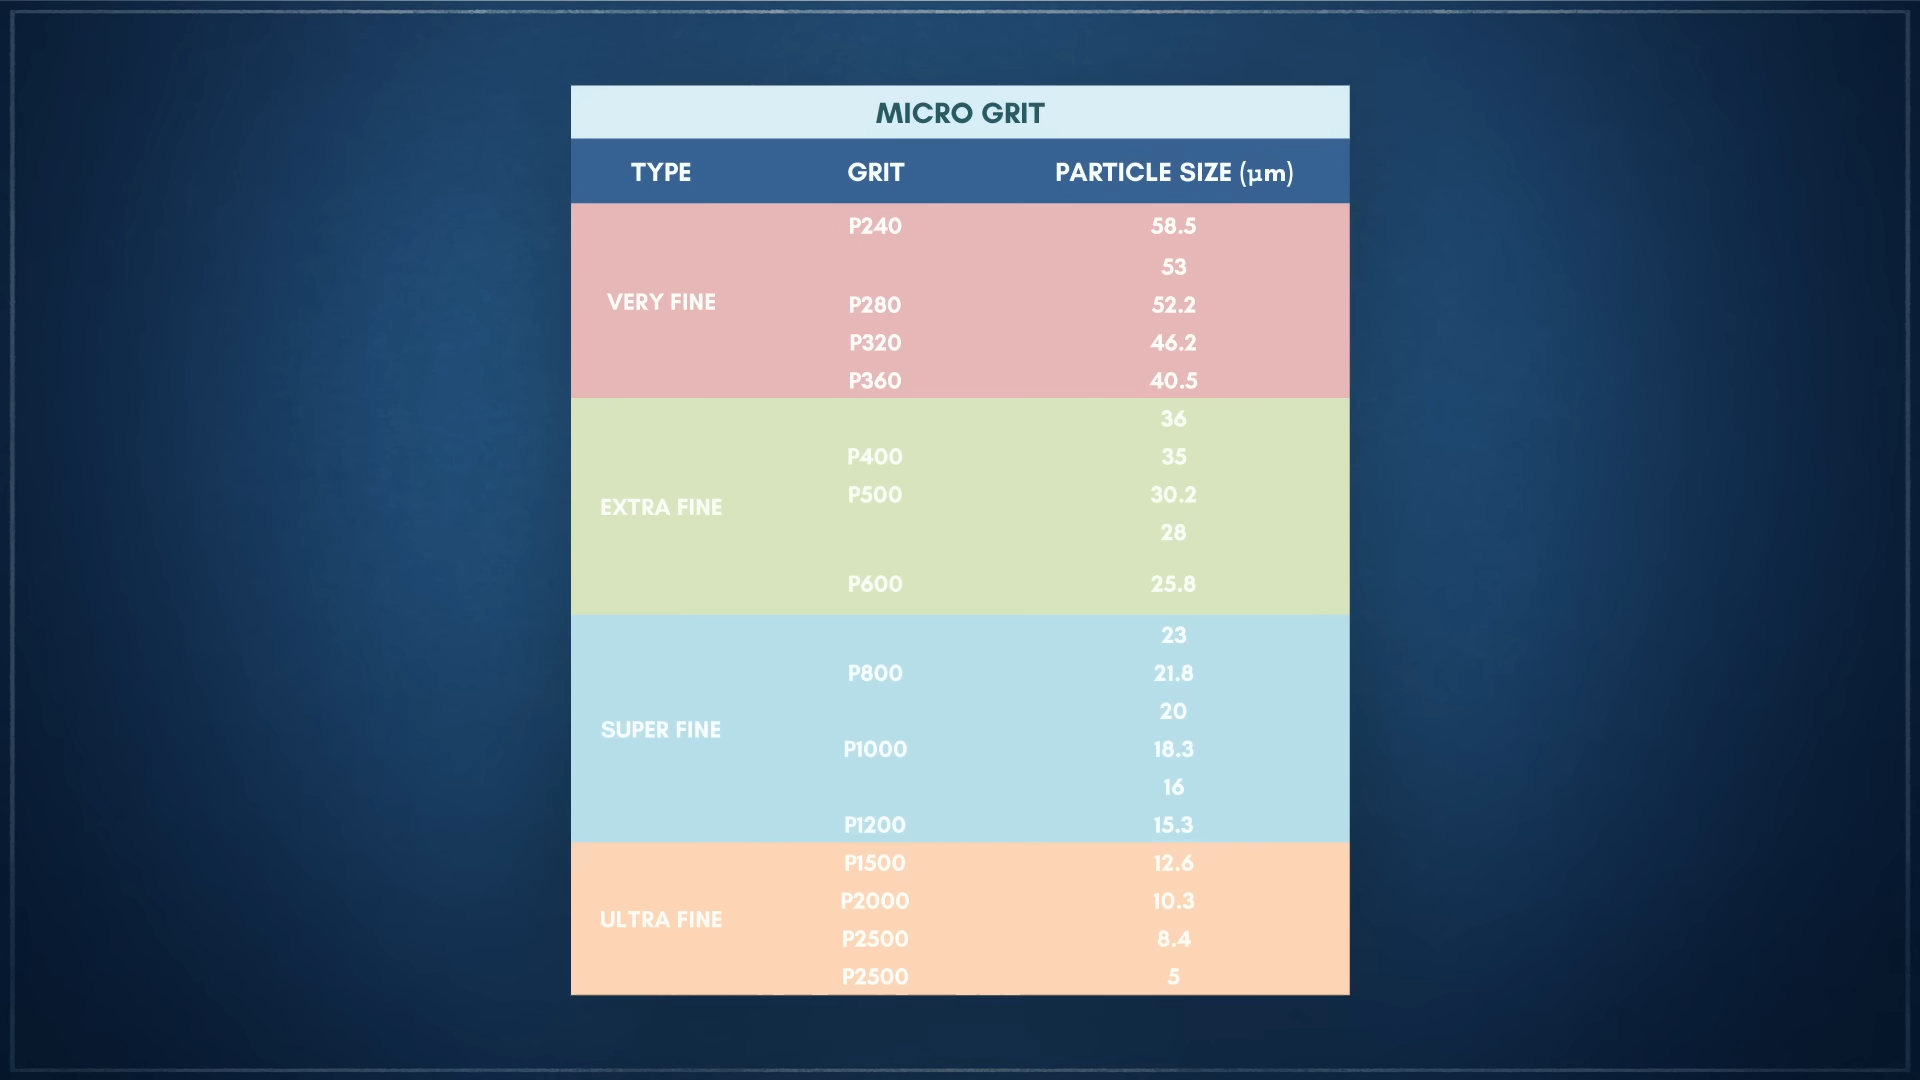 MICRO GRIT
TYPE GRIT PARTICLE SIZE (µm)
P240 58.5
53
VERY FINE
P280 52.2
P320 46.2
P360 40.5
36
P400 35
P500 30.2
EXTRA FINE
28
P600 25.8
23
P800 21.8
20
SUPER FINE
P1000 18.3
16
P1200 15.3
P1500 12.6
P2000 10.3
ULTRA FINE
P2500 8.4
P2500 5